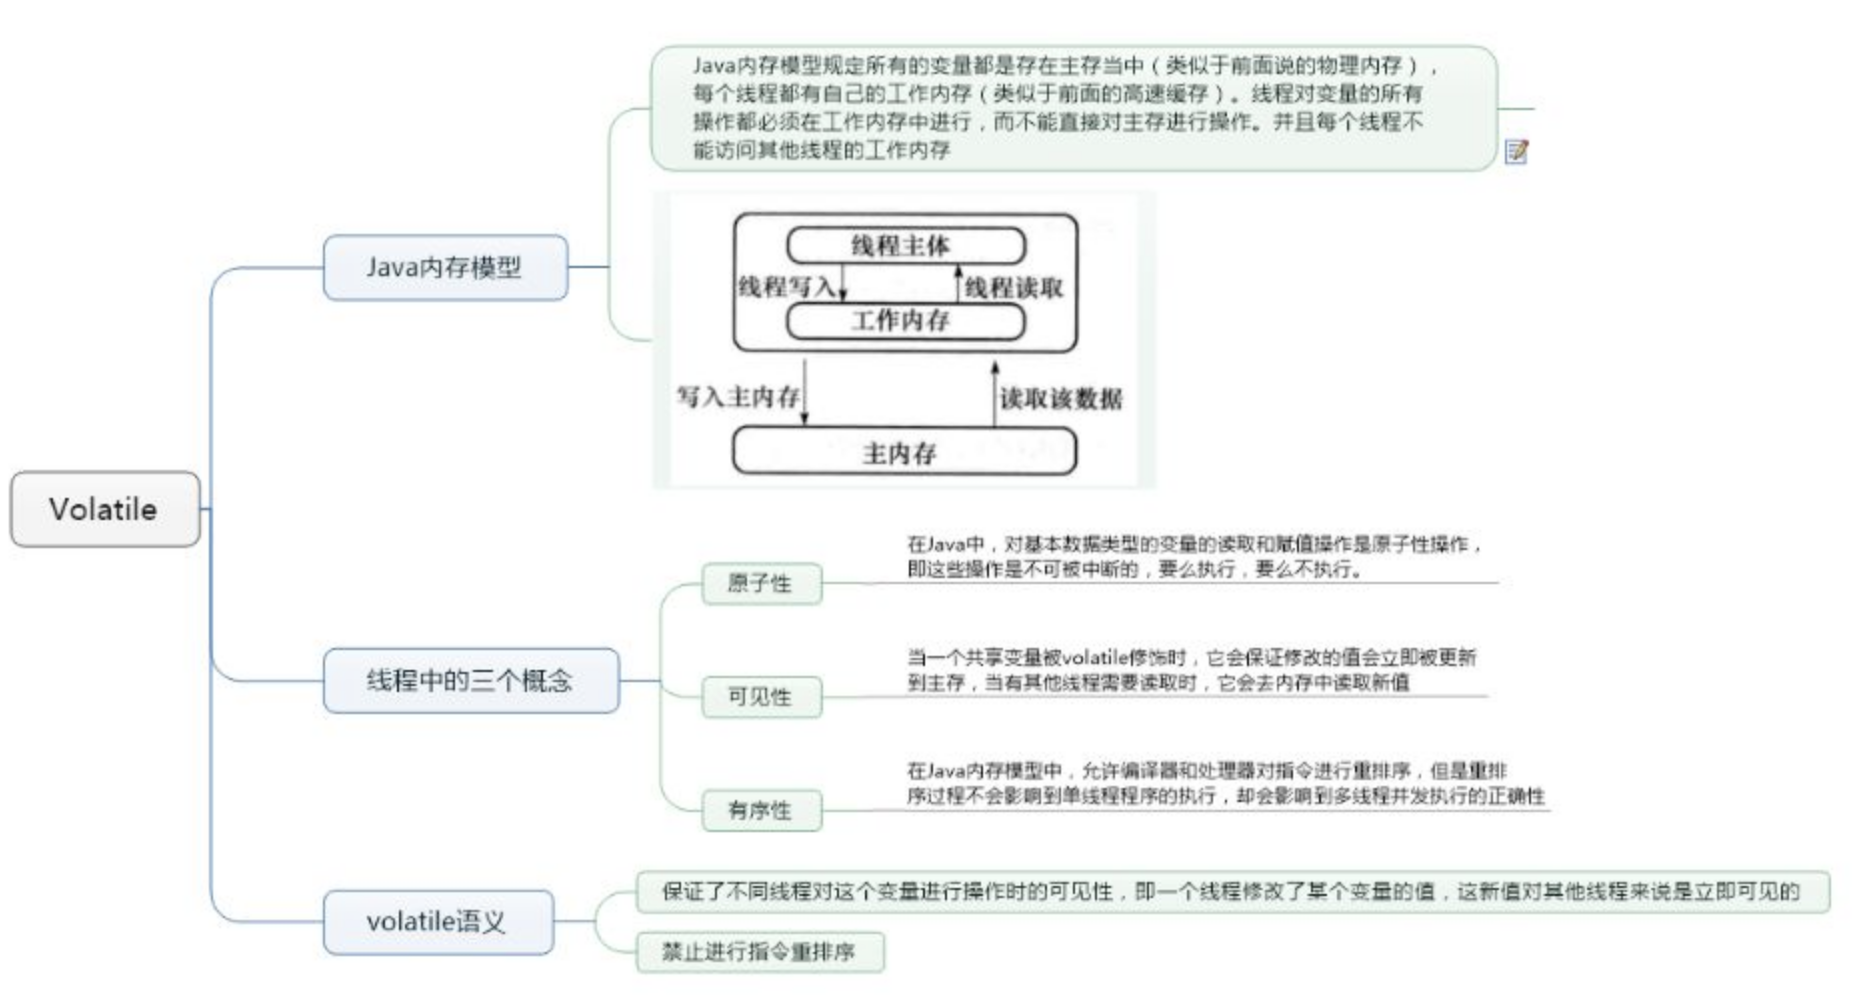 Volatile
Java内存模型
Java内存模型规定所有的变量都是存在主存当中（类似于前面说的物理内存），
每个线程都有自己的工作内存（类似于前面的高速缓存）。线程对变量的所有
操作都必须在工作内存中进行，而不能直接对主存进行操作。并且每个线程不
能访问其他线程的工作内存
线程主体
线程写入
线程读取
工作内存
写入主内存
读取该数据
主内存
线程中的三个概念
原子性
在Java中，对基本数据类型的变量的读取和赋值操作是原子性操作，
即这些操作是不可被中断的，要么执行，要么不执行。
可见性
当一个共享变量被volatile修饰时，它会保证修改的值会立即被更新
到主存，当有其他线程需要读取时，它会去内存中读取新值
有序性
在Java内存模型中，允许编译器和处理器对指令进行重排序，但是重排
序过程不会影响到单线程程序的执行，却会影响到多线程并发执行的正确性
volatile语义
保证了不同线程对这个变量进行操作时的可见性，即一个线程修改了某个变量的值，这新值对其他线程来说是立即可见的
禁止进行指令重排序